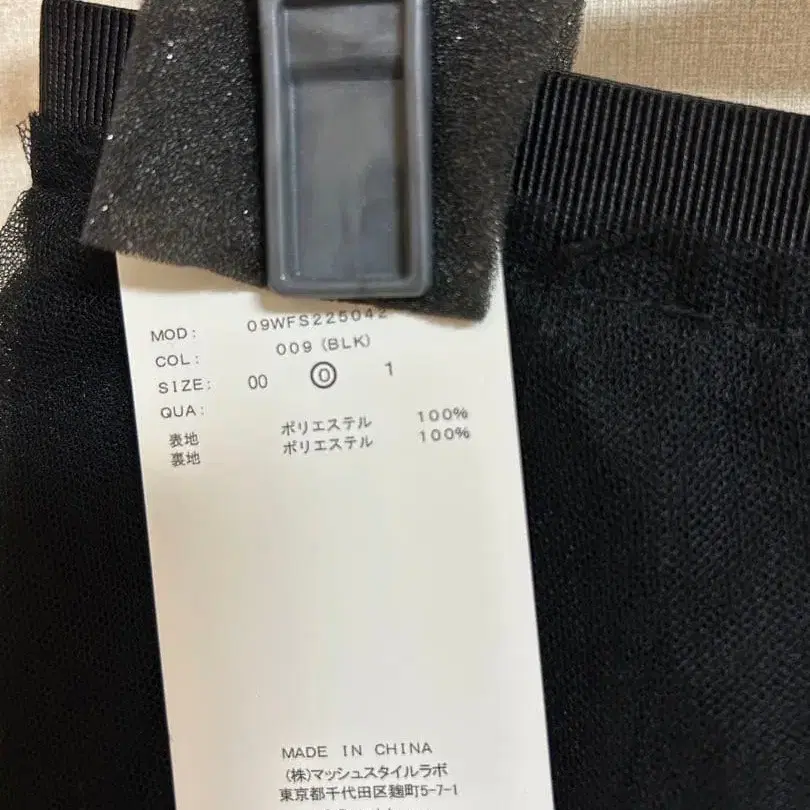 MOD: 09WFS225042
COL: 009 (BLK)
SIZE: 00 0 1
QUA:
表地 ポリエステル 100%
裏地 ポリエステル 100%
MADE IN CHINA
(株)マッシュスタイルラボ
東京都千代田区麹町5-7-1